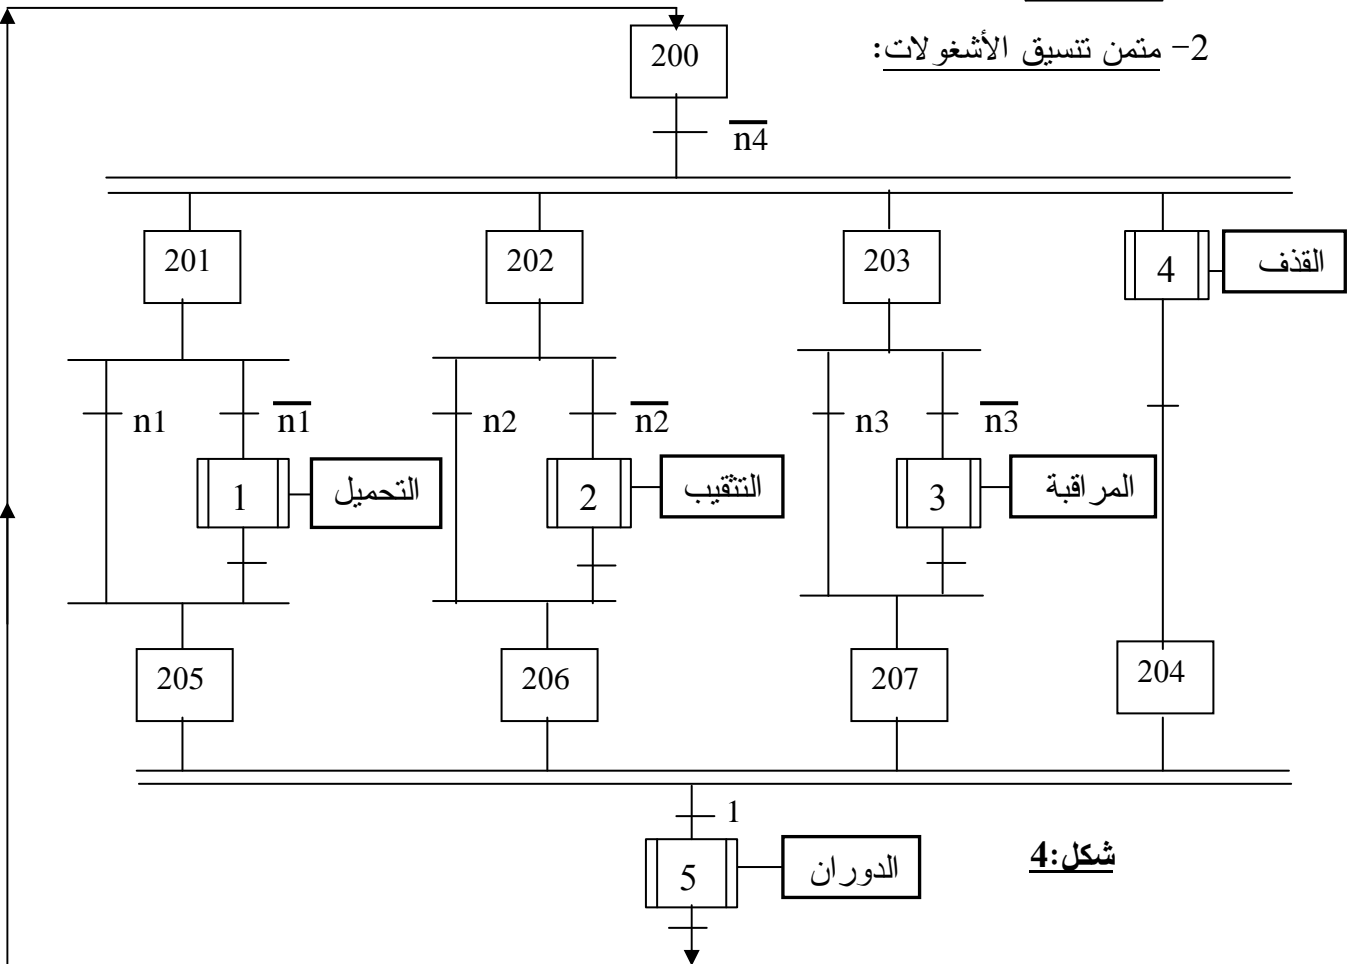 2- متمن تنسيق الأشغولات:
200
n4̅
201
202
203
4
القذف
n1
n1̅
n2
n2̅
n3
n3̅
1
التحميل
2
التثقيب
3
المراقبة
205
206
207
204
1
5
الدوران
شكل:4